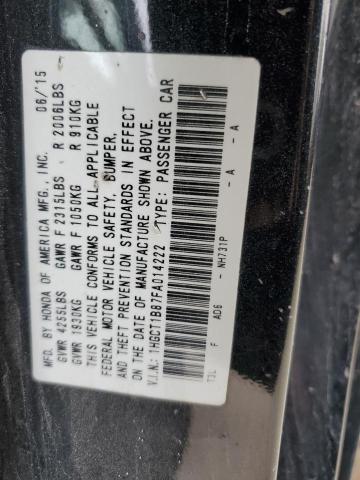 MFD. BY HONDA OF AMERICA MFG., INC. 06/'15
GVWR 4255LBS GAWR F 2315LBS R 2006LBS
GVWR 1930KG GAWR F 1050KG R 910KG
THIS VEHICLE CONFORMS TO ALL APPLICABLE
FEDERAL MOTOR VEHICLE SAFETY, BUMPER,
AND THEFT PREVENTION STANDARDS IN EFFECT
ON THE DATE OF MANUFACTURE SHOWN ABOVE.
V.I.N.: 1HGCT1B87FA014222 TYPE: PASSENGER CAR
T3L F AD6 - NH731P - A - A